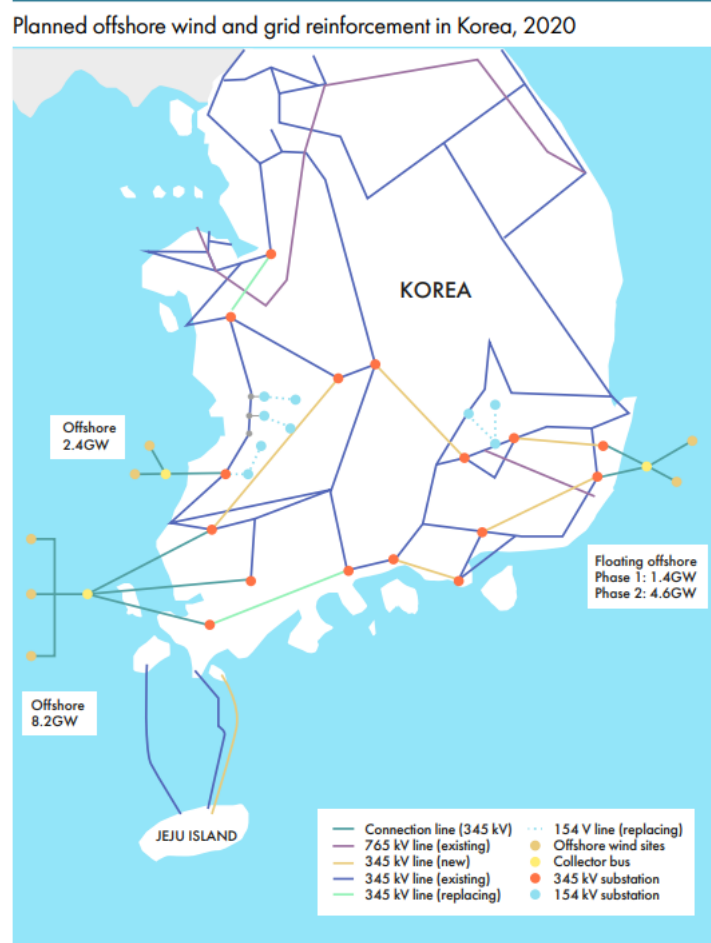 Planned offshore wind and grid reinforcement in Korea, 2020
KOREA
Offshore
2.4GW
Floating offshore
Phase 1: 1.4GW
Phase 2: 4.6GW
Offshore
8.2GW
JEJU ISLAND
Connection line (345 kV)
765 kV line (existing)
345 kV line (new)
345 kV line (existing)
345 kV line (replacing)
154 V line (replacing)
Offshore wind sites
Collector bus
345 kV substation
154 kV substation